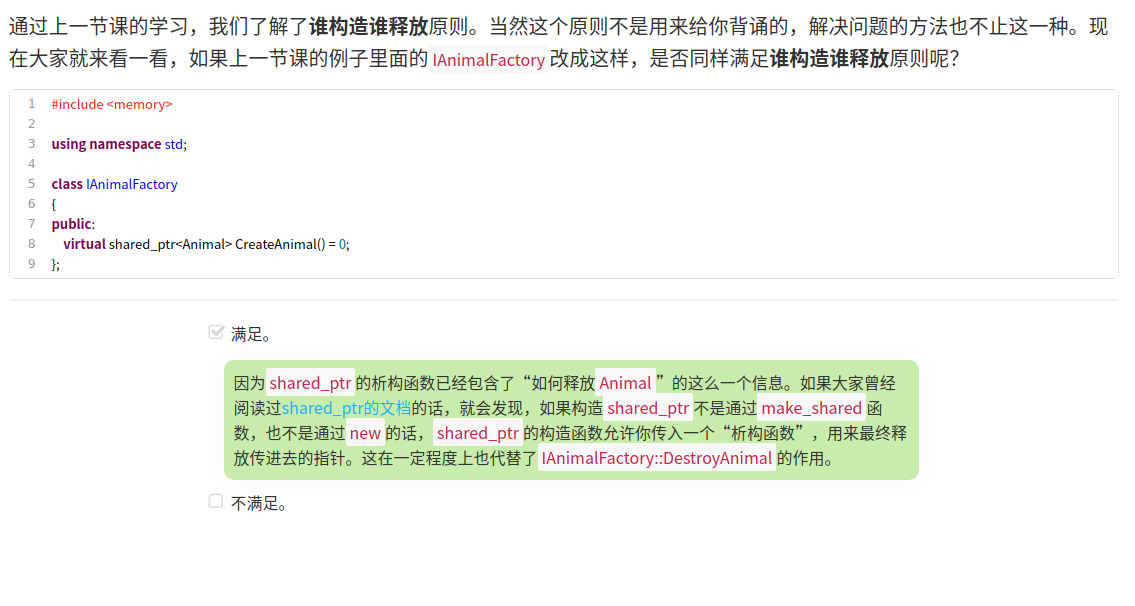 通过上一节课的学习，我们了解了谁构造谁释放原则。当然这个原则不是用来给你背诵的，解决问题的方法也不止这一种。现
在大家就来看一看，如果上一节课的例子里面的 IAnimalFactory 改成这样，是否同样满足谁构造谁释放原则呢？
1 #include <memory>
2
3 using namespace std;
4
5 class IAnimalFactory
6 {
7 public:
8     virtual shared_ptr<Animal> CreateAnimal() = 0;
9 };
满足。
因为 shared_ptr 的析构函数已经包含了“如何释放 Animal ”的这么一个信息。如果大家曾经
阅读过shared_ptr的文档的话，就会发现，如果构造 shared_ptr 不是通过 make_shared 函
数，也不是通过 new 的话， shared_ptr 的构造函数允许你传入一个“析构函数”，用来最终释
放传进去的指针。这在一定程度上也代替了 IAnimalFactory::DestroyAnimal 的作用。
不满足。